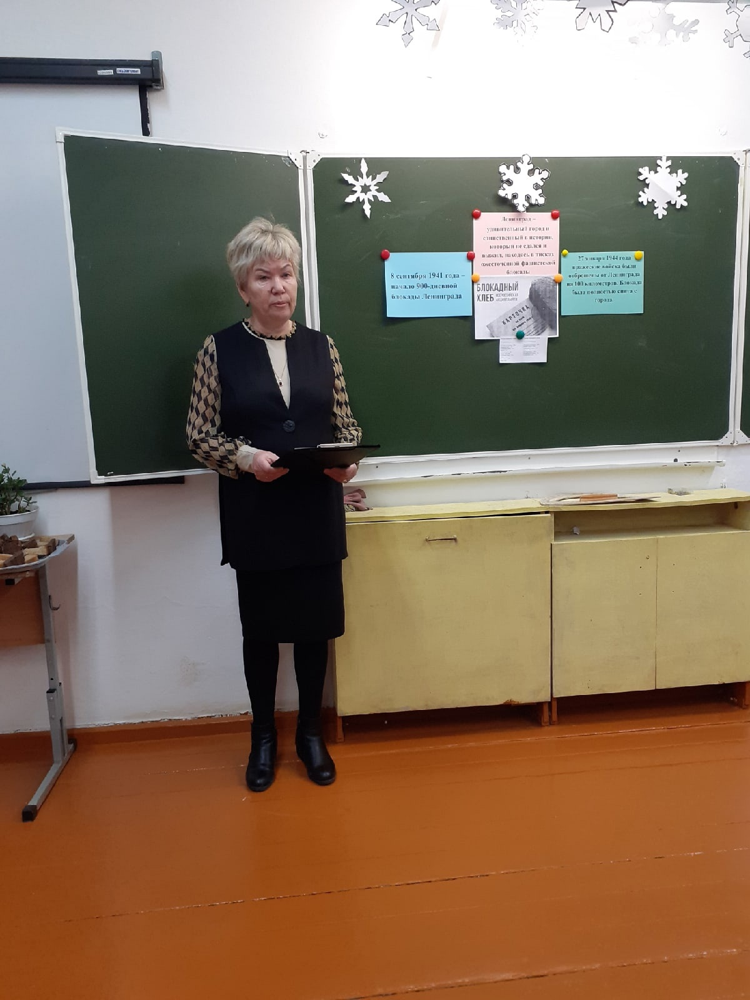 8 сентября 1941 года –
начало 900-дневной
блокады Ленинграда
Ленинград –
удивительный город и
единственный в истории,
который не сдался и
выжил, находясь в тисках
ожесточённой фашистской
блокады
БЛОКАДНЫЙ
ХЛЕБ
ВСЕРОССИЙСКАЯ
АКЦИЯ ПАМЯТИ
КАРТОЧКА
27 января 1944 года
вражеские войска были
отброшены от Ленинграда
на 100 километров. Блокада
была полностью снята с
города.